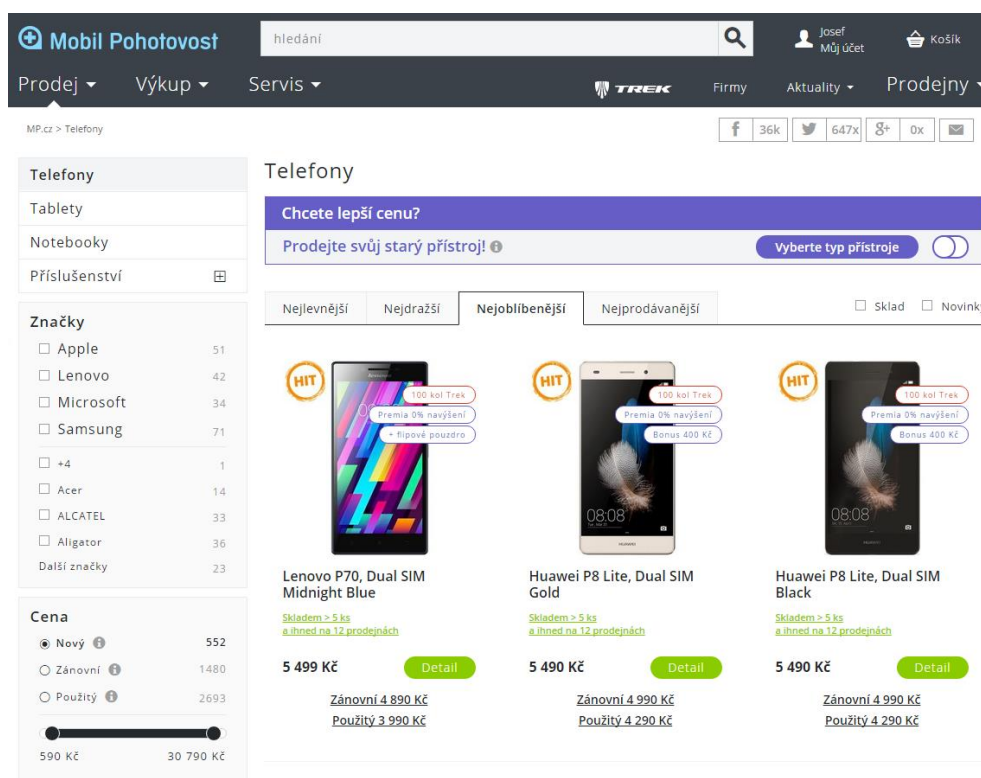 Mobil Pohotovost
hledání
Josef
Můj účet
Košík
Prodej
Výkup
Servis
TREK
Firmy
Aktuality
Prodejny
MP.cz > Telefony
36k
647x
0x
Telefony
Tablety
Notebooky
Příslušenství
Značky
Apple 51
Lenovo 42
Microsoft 34
Samsung 71
+4 1
Acer 14
ALCATEL 33
Aligator 36
Další značky 23
Cena
Nový 552
Zánovní 1480
Použitý 2693
590 Kč 30 790 Kč
Telefony
Chcete lepší cenu?
Prodejte svůj starý přístroj!
Vyberte typ přístroje
Nejlevnější
Nejdražší
Nejoblíbenější
Nejprodávanější
Sklad
Novinky
HIT
100 kol Trek
Premia 0% navýšení
+ flipové pouzdro
Lenovo P70, Dual SIM
Midnight Blue
Skladem > 5 ks
a ihned na 12 prodejnách
5 499 Kč
Detail
Zánovní 4 890 Kč
Použitý 3 990 Kč
HIT
100 kol Trek
Premia 0% navýšení
Bonus 400 Kč
08:08
HUAWEI
Huawei P8 Lite, Dual SIM
Gold
Skladem > 5 ks
a ihned na 12 prodejnách
5 490 Kč
Detail
Zánovní 4 990 Kč
Použitý 4 290 Kč
HIT
100 kol Trek
Premia 0% navýšení
Bonus 400 Kč
08:08
HUAWEI
Huawei P8 Lite, Dual SIM
Black
Skladem > 5 ks
a ihned na 12 prodejnách
5 490 Kč
Detail
Zánovní 4 990 Kč
Použitý 4 290 Kč